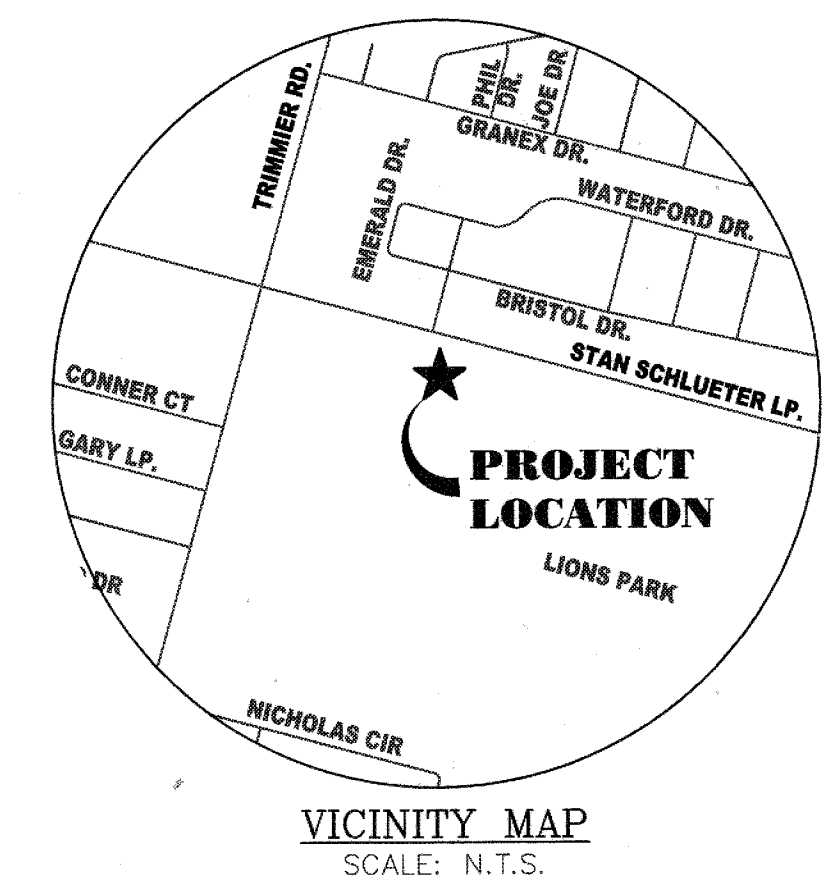 TRIMMIER RD.
PHIL
DR.
JOE DR.
GRANEX DR.
EMERALD DR.
WATERFORD DR.
BRISTOL DR.
STAN SCHLUETER LP.
CONNER CT
GARY LP.
PROJECT
LOCATION
LIONS PARK
DR
NICHOLAS CIR
VICINITY MAP
SCALE: N.T.S.